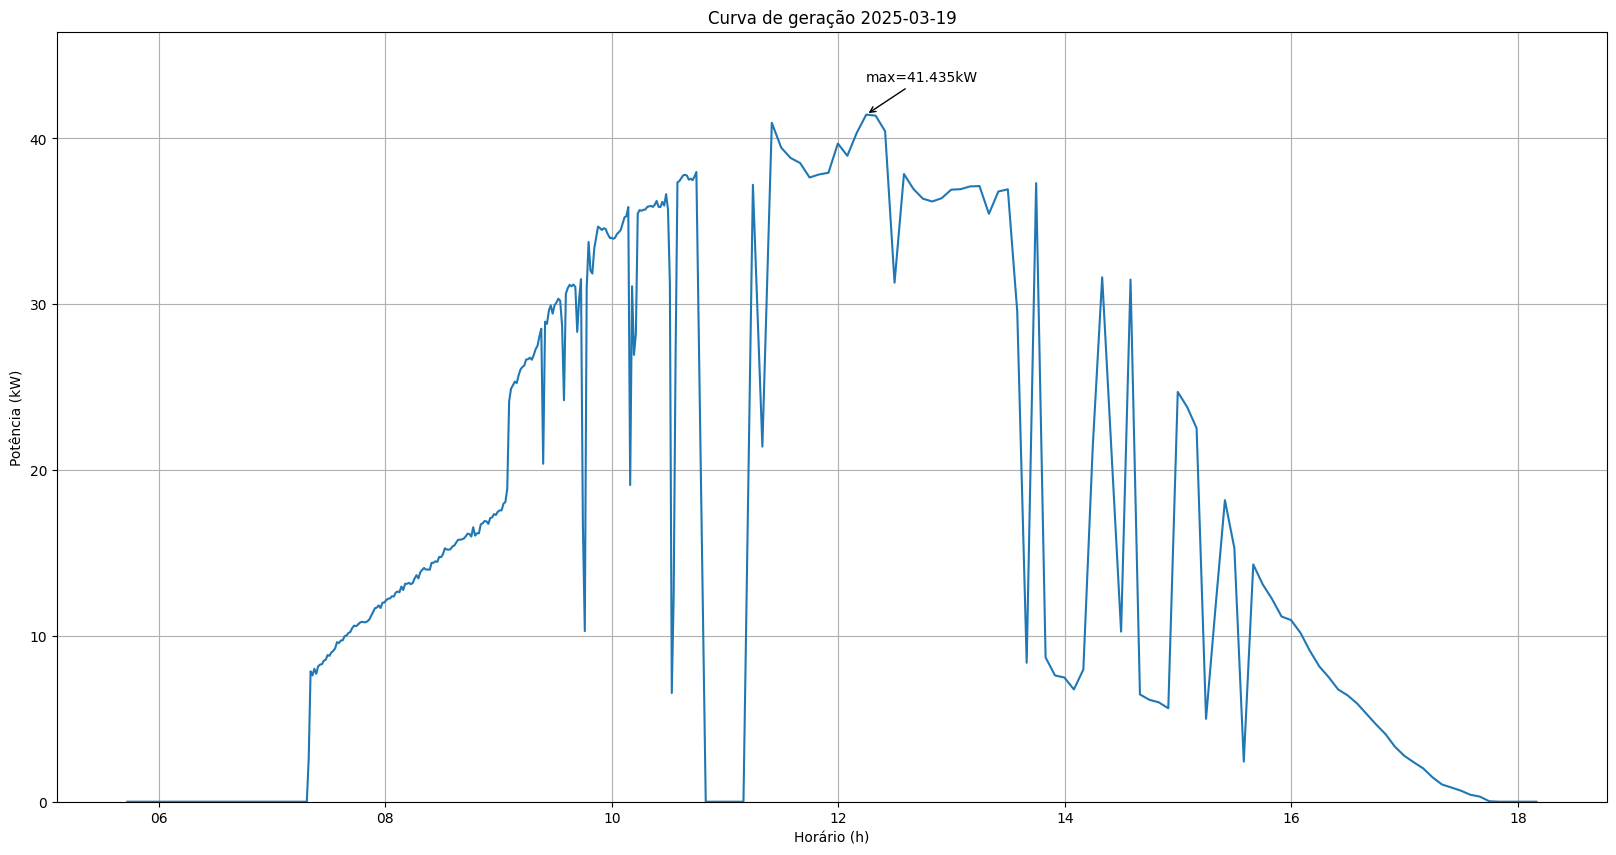 Curva de geração 2025-03-19
max=41.435kW
Potência (kW)
40
30
20
10
0
06 08 10 12 14 16 18
Horário (h)